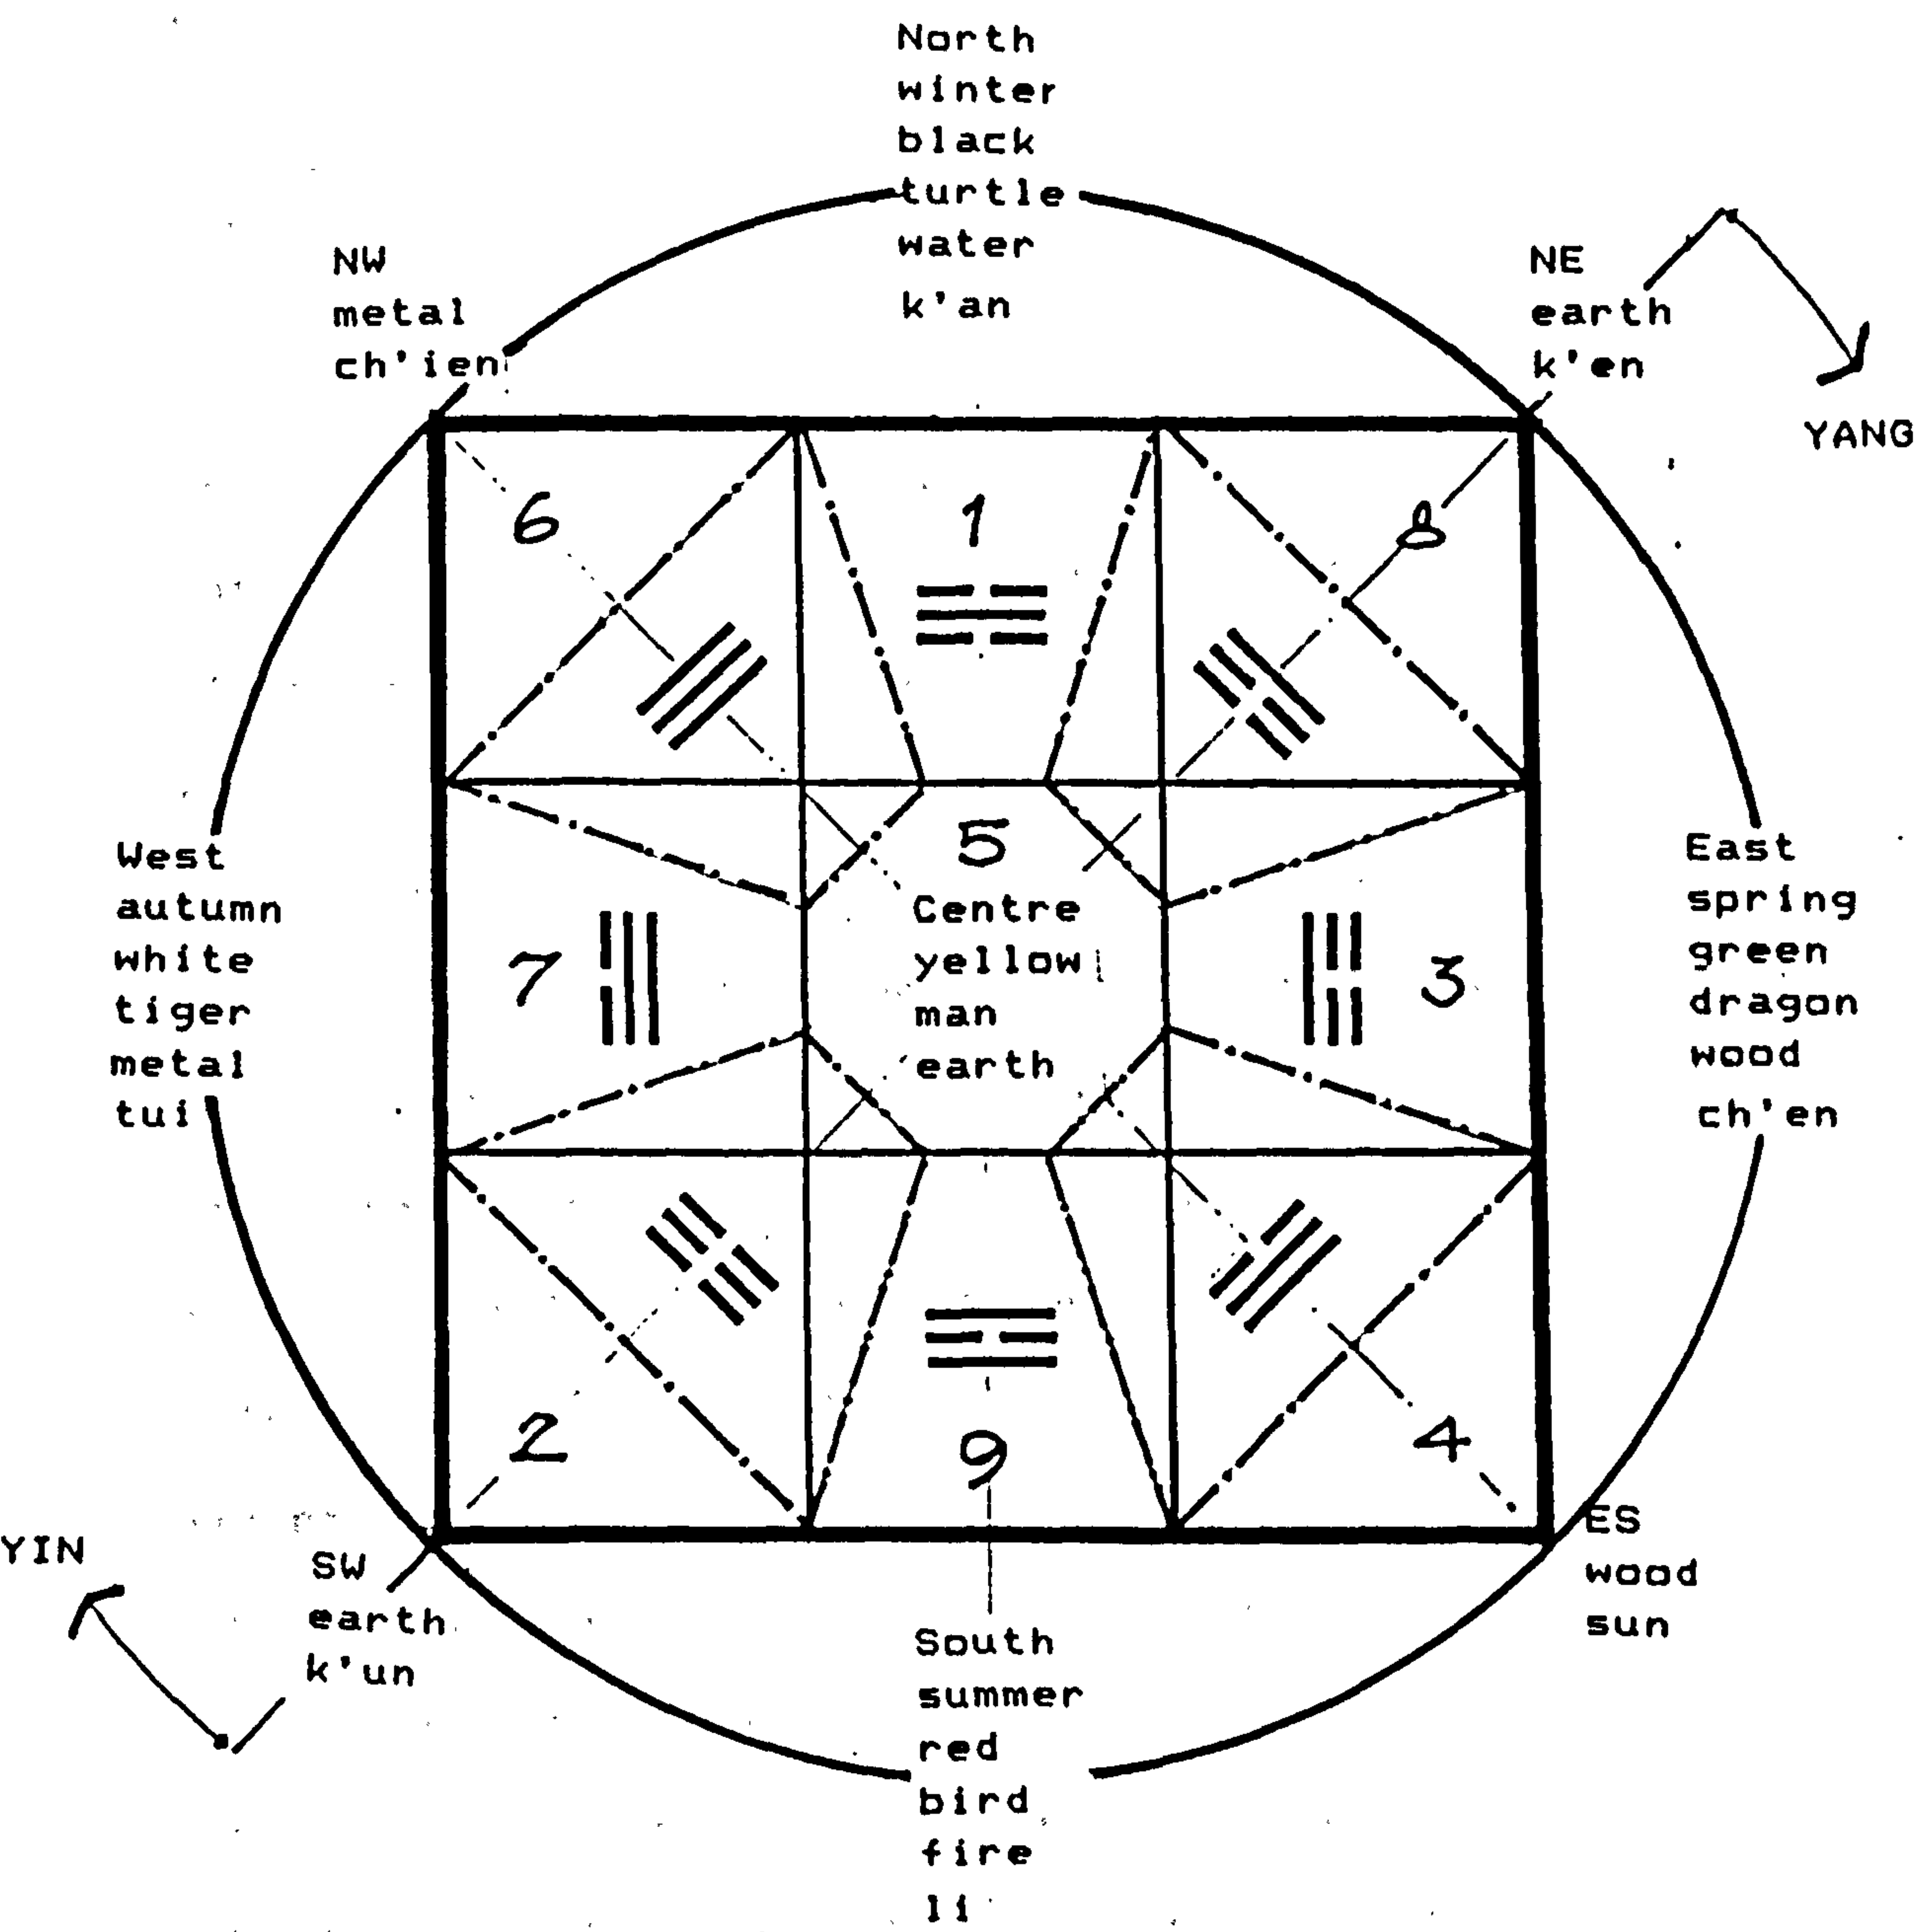 North
winter
black
turtle
water
k'an
NW
metal
ch'ien
NE
earth
k'en
YANG
6
1
8
5
Centre
yellow
man
earth
West
autumn
white
tiger
metal
tui
7
3
East
spring
green
dragon
wood
ch'en
2
9
4
YIN
SW
earth
k'un
South
summer
red
bird
fire
li
ES
wood
sun